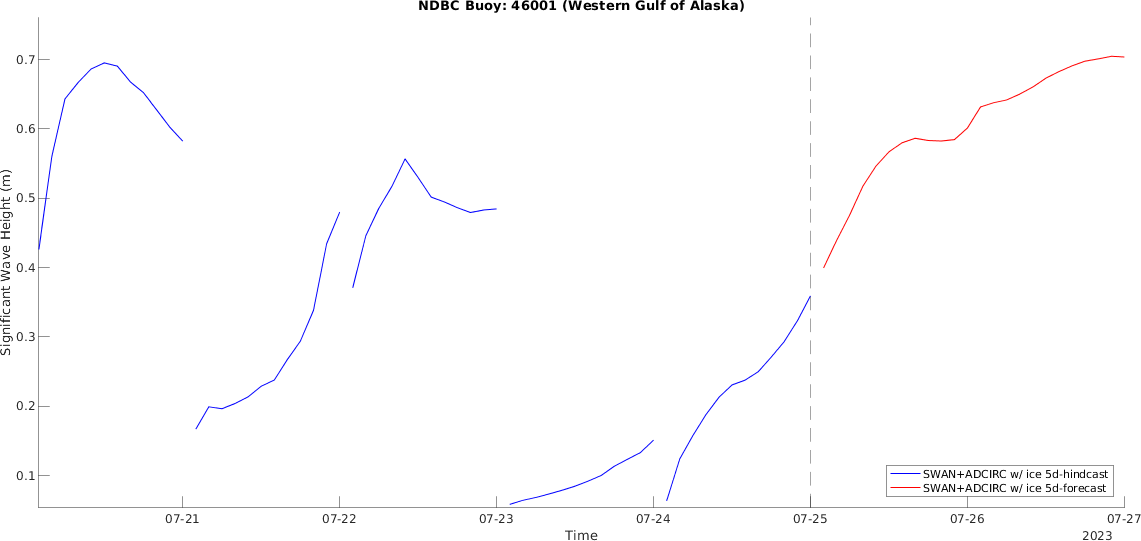 NDBC Buoy: 46001 (Western Gulf of Alaska)
Significant Wave Height (m)
0.7
0.6
0.5
0.4
0.3
0.2
0.1
SWAN+ADCIRC w/ ice 5d-hindcast
SWAN+ADCIRC w/ ice 5d-forecast
07-21 07-22 07-23 07-24 07-25 07-26 07-27
Time 2023